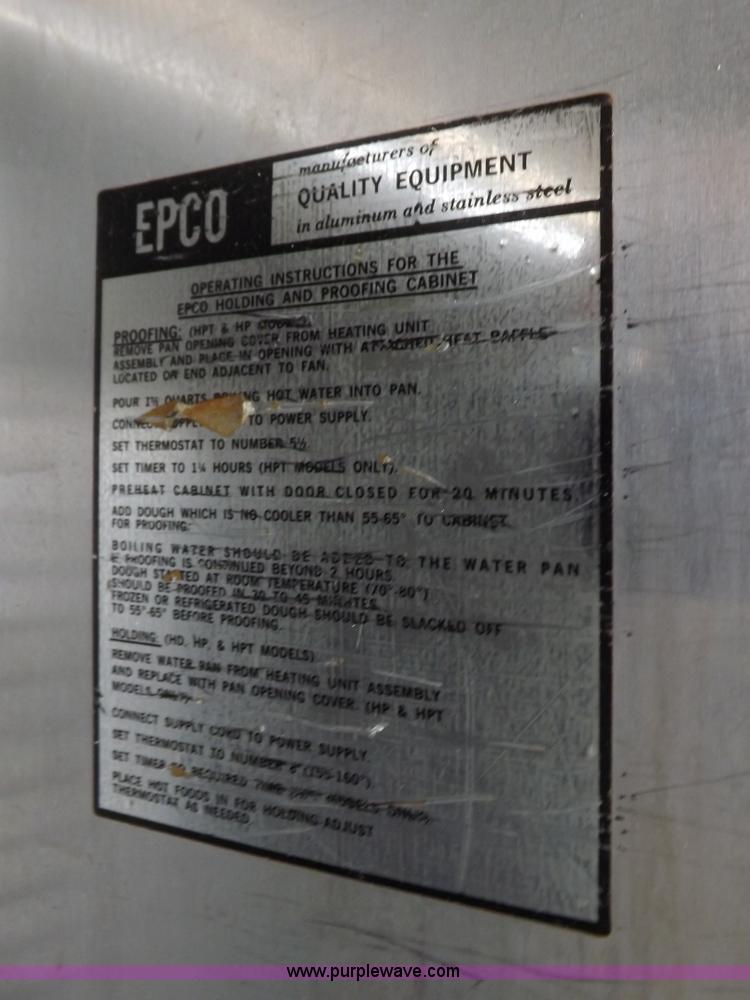 EPCO
manufacturers of
QUALITY EQUIPMENT
in aluminum and stainless steel
OPERATING INSTRUCTIONS FOR THE
EPCO HOLDING AND PROOFING CABINET
PROOFING: (HPT & HP MODELS)
REMOVE PAN OPENING COVER FROM HEATING UNIT
ASSEMBLY AND PLACE IN OPENING WITH ATTACHED HEAT BAFFLE
LOCATED ON END ADJACENT TO FAN.
POUR QUARTS HOT WATER INTO PAN.
CONNECT TO POWER SUPPLY.
SET THERMOSTAT TO NUMBER 5½
SET TIMER TO 1¼ HOURS (HPT MODELS ONLY).
PREHEAT CABINET WITH DOOR CLOSED FOR 20 MINUTES.
ADD DOUGH WHICH IS NO COOLER THAN 55-65° TO CABINET
FOR PROOFING.
BOILING WATER SHOULD BE ADDED TO THE WATER PAN
IF PROOFING IS CONTINUED BEYOND 2 HOURS.
DOUGH STARTED AT ROOM TEMPERATURE (70°-80°)
SHOULD BE PROOFED IN 30 TO 45 MINUTES.
FROZEN OR REFRIGERATED DOUGH SHOULD BE SLACKED OFF
TO 55°-65° BEFORE PROOFING.
HOLDING: (HD, HP, & HPT MODELS)
REMOVE WATER PAN FROM HEATING UNIT ASSEMBLY
AND REPLACE WITH PAN OPENING COVER. (HP & HPT
MODELS ONLY).
CONNECT SUPPLY CORD TO POWER SUPPLY.
SET THERMOSTAT TO NUMBER (155-160°).
SET TIMER TO REQUIRED TIME (HPT MODELS ONLY).
PLACE HOT FOODS IN FOR HOLDING ADJUST
THERMOSTAT AS NEEDED.
www.purplewave.com